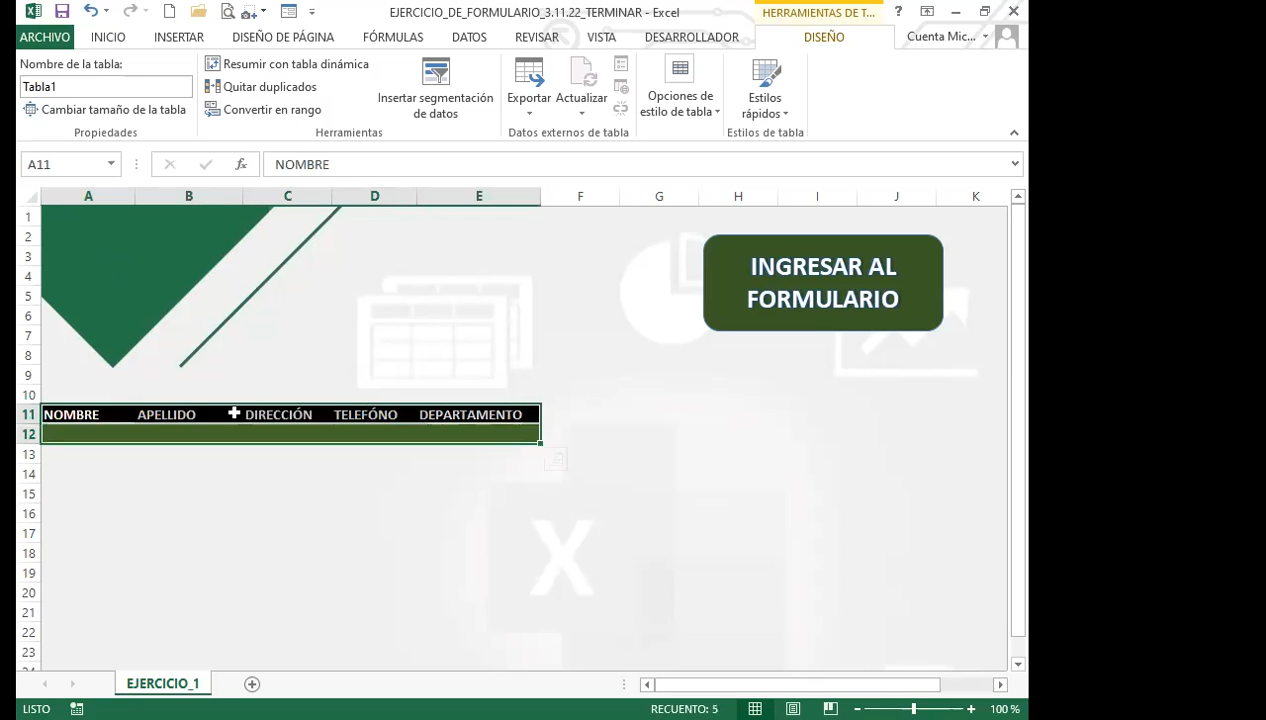 EJERCICIO_DE_FORMULARIO_3.11.22_TERMINAR - Excel
HERRAMIENTAS DE T...
?
ARCHIVO INICIO INSERTAR DISEÑO DE PÁGINA FÓRMULAS DATOS REVISAR VISTA DESARROLLADOR DISEÑO Cuenta Mic...
Nombre de la tabla:
Tabla1
Cambiar tamaño de la tabla
Propiedades
Resumir con tabla dinámica
Quitar duplicados
Convertir en rango
Insertar segmentación
de datos
Herramientas
Exportar Actualizar
Datos externos de tabla
Opciones de
estilo de tabla
Estilos
rápidos
Estilos de tabla
A11 fx NOMBRE
A B C D E F G H I J K
1
2
3
4
5
6
7
8
9
10
11
12
13
14
15
16
17
18
19
20
21
22
23
24
INGRESAR AL
FORMULARIO
NOMBRE APELLIDO DIRECCIÓN TELEFÓNO DEPARTAMENTO
X
EJERCICIO_1
LISTO RECUENTO: 5 100 %